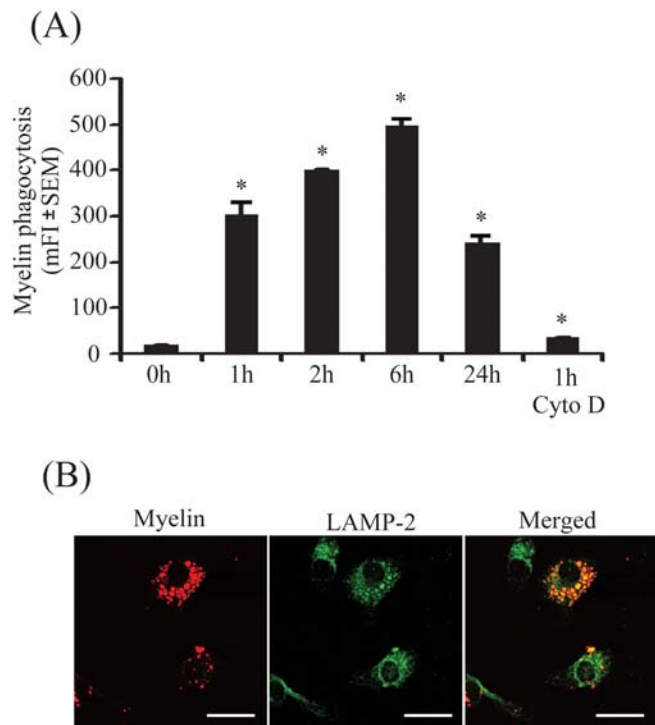 (A)
Myelin phagocytosis
(mFI ± SEM)
600
500
400
300
200
100
0
*
*
*
*
*
0h 1h 2h 6h 24h 1h
Cyto D
(B)
Myelin LAMP-2 Merged